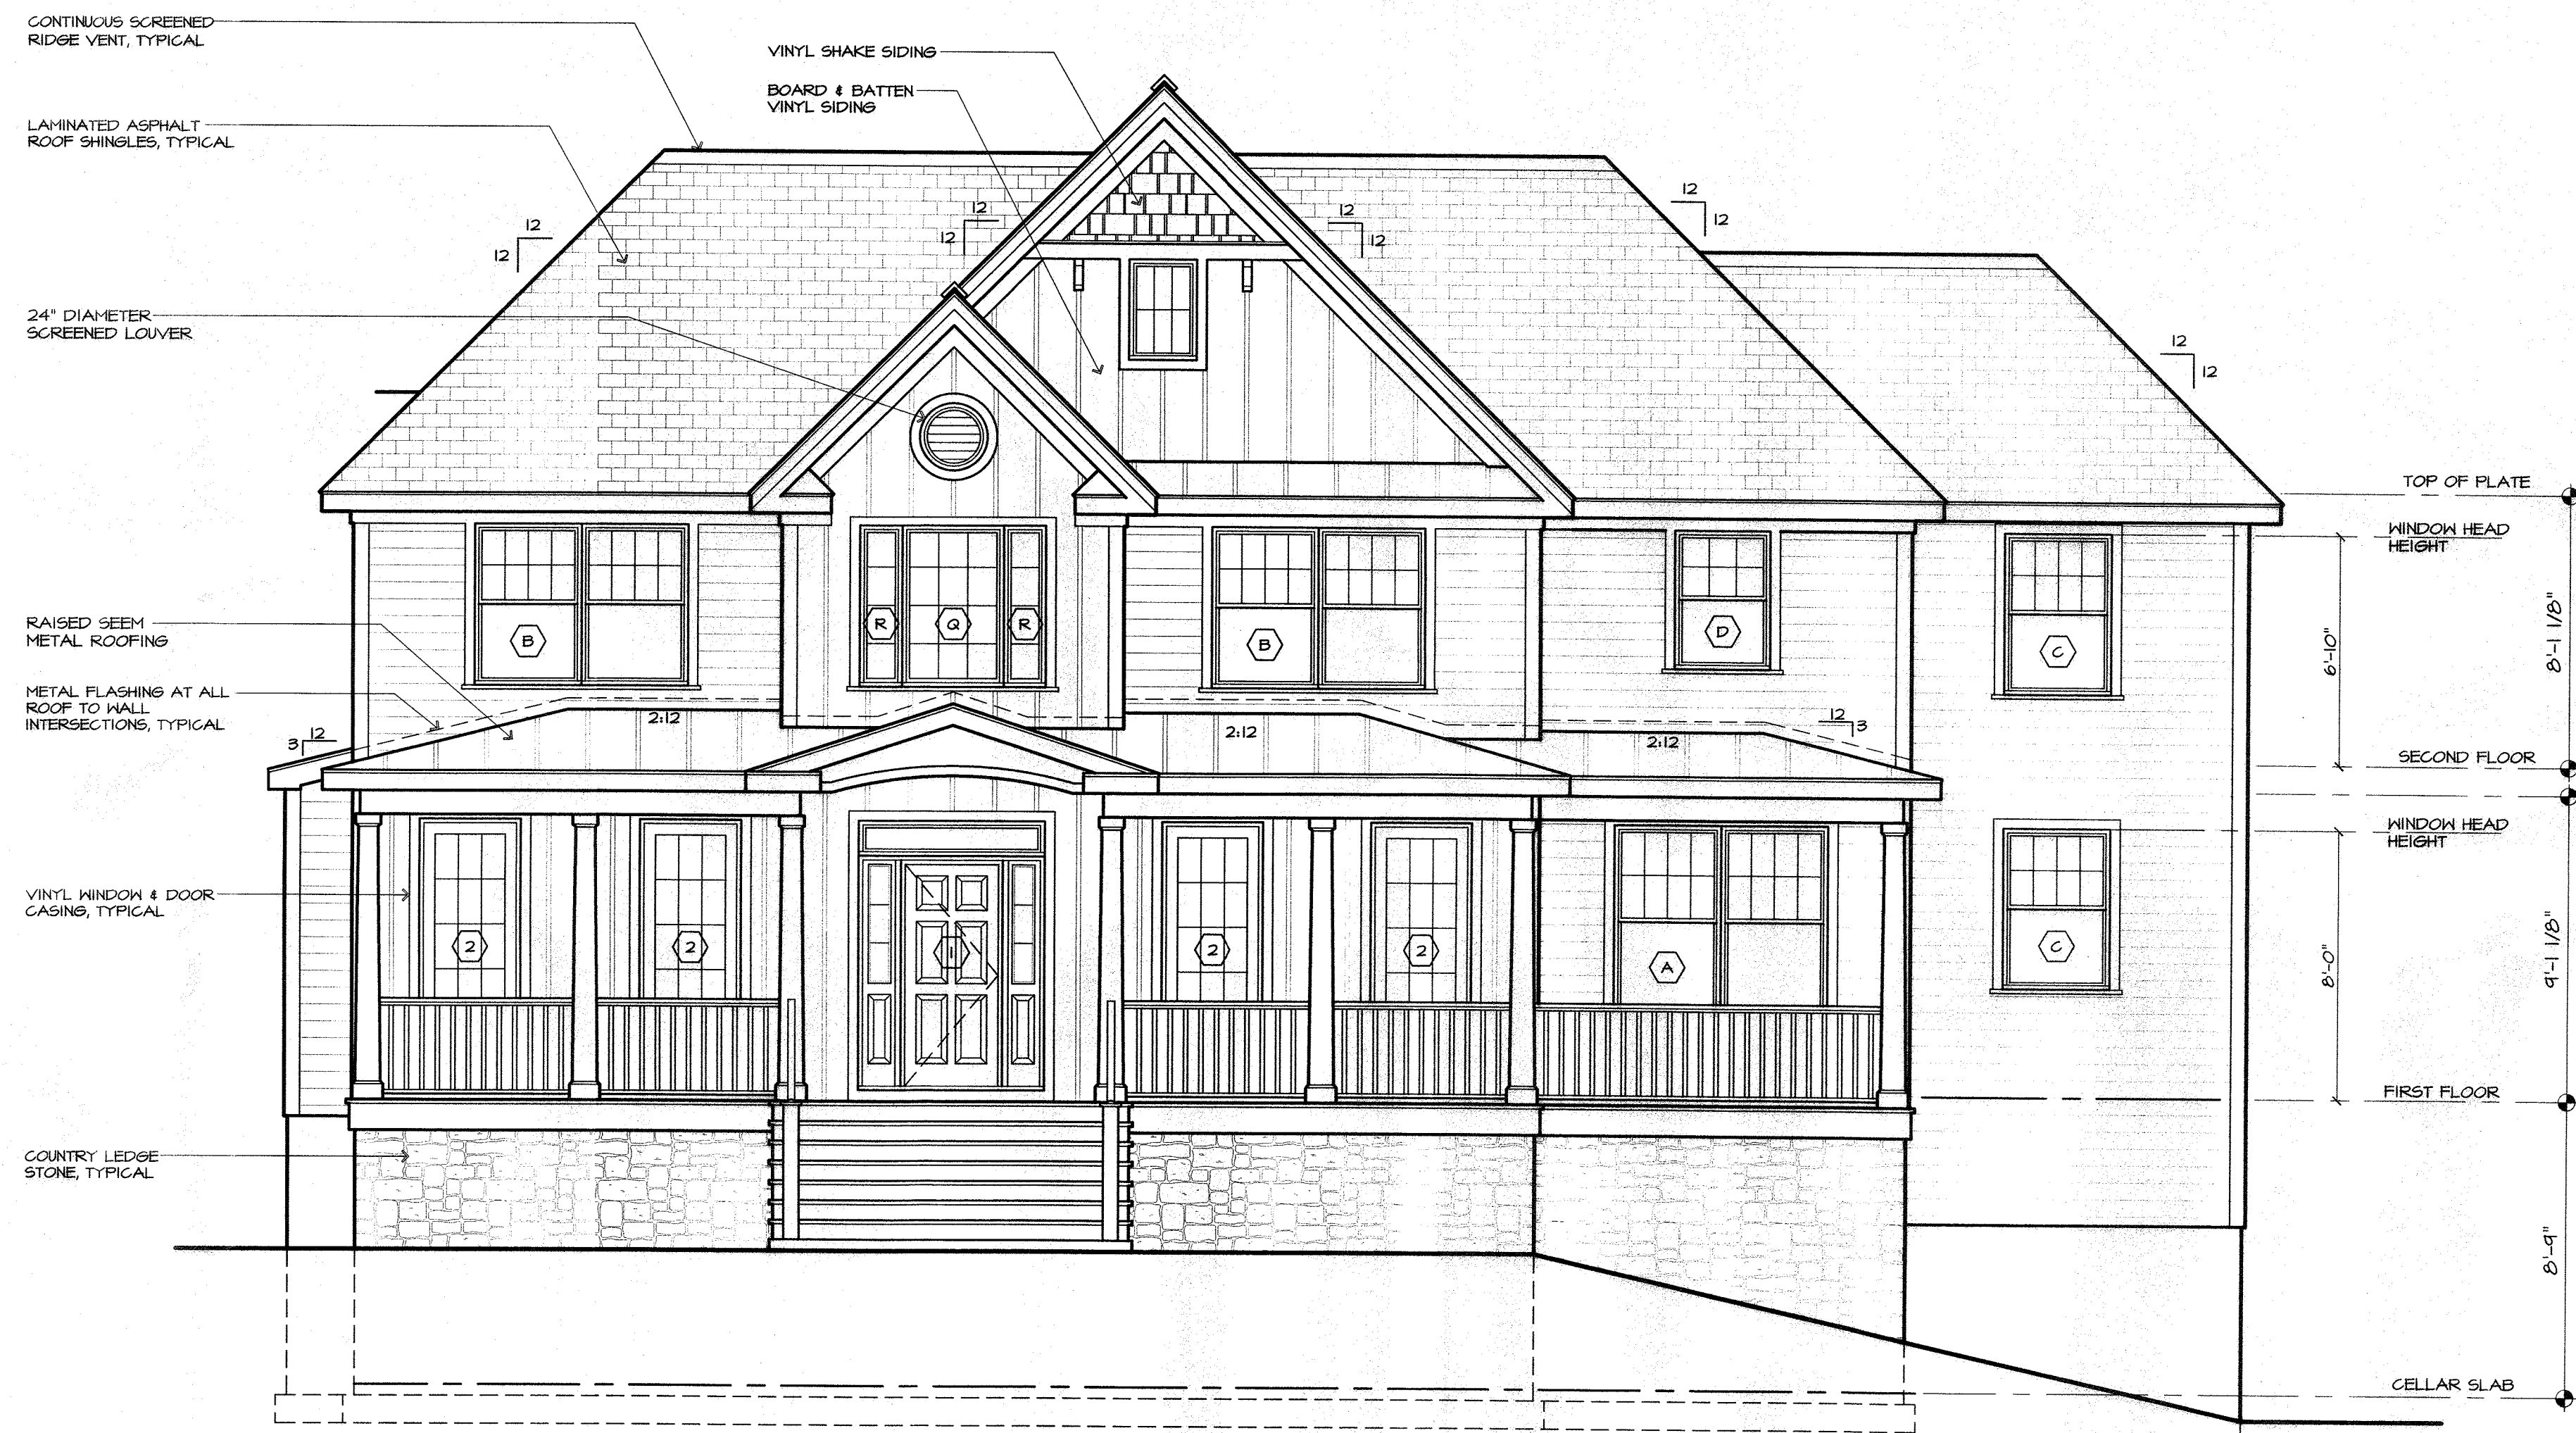 CONTINUOUS SCREENED
RIDGE VENT, TYPICAL
VINYL SHAKE SIDING
BOARD & BATTEN
VINYL SIDING
LAMINATED ASPHALT
ROOF SHINGLES, TYPICAL
12
12
12
12
12
12
12
12
12
12
24" DIAMETER
SCREENED LOUVER
TOP OF PLATE
WINDOW HEAD
HEIGHT
RAISED SEEM
METAL ROOFING
B
R
Q
R
B
D
C
6'-10"
8'-1 1/8"
METAL FLASHING AT ALL
ROOF TO WALL
INTERSECTIONS, TYPICAL
3
12
2:12
2:12
2:12
12
3
SECOND FLOOR
WINDOW HEAD
HEIGHT
VINYL WINDOW & DOOR
CASING, TYPICAL
2
2
1
2
2
A
C
8'-0"
9'-1 1/8"
FIRST FLOOR
COUNTRY LEDGE
STONE, TYPICAL
8'-9"
CELLAR SLAB